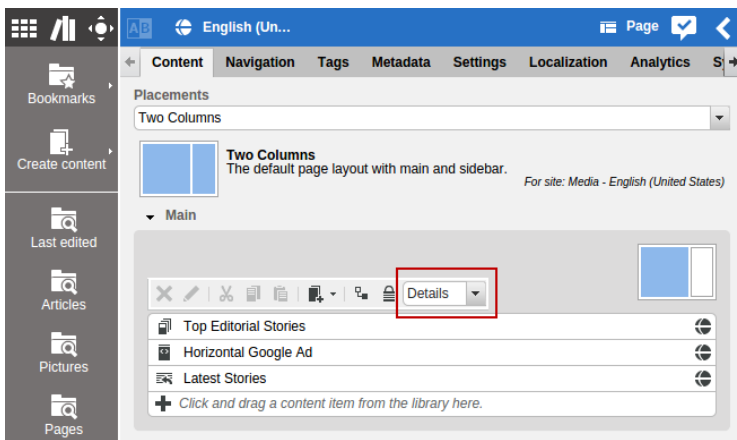 AB English (Un... Page
Content Navigation Tags Metadata Settings Localization Analytics
Bookmarks
Create content
Last edited
Articles
Pictures
Pages
Placements
Two Columns
Two Columns
The default page layout with main and sidebar.
For site: Media - English (United States)
Main
Details
Top Editorial Stories
Horizontal Google Ad
Latest Stories
Click and drag a content item from the library here.